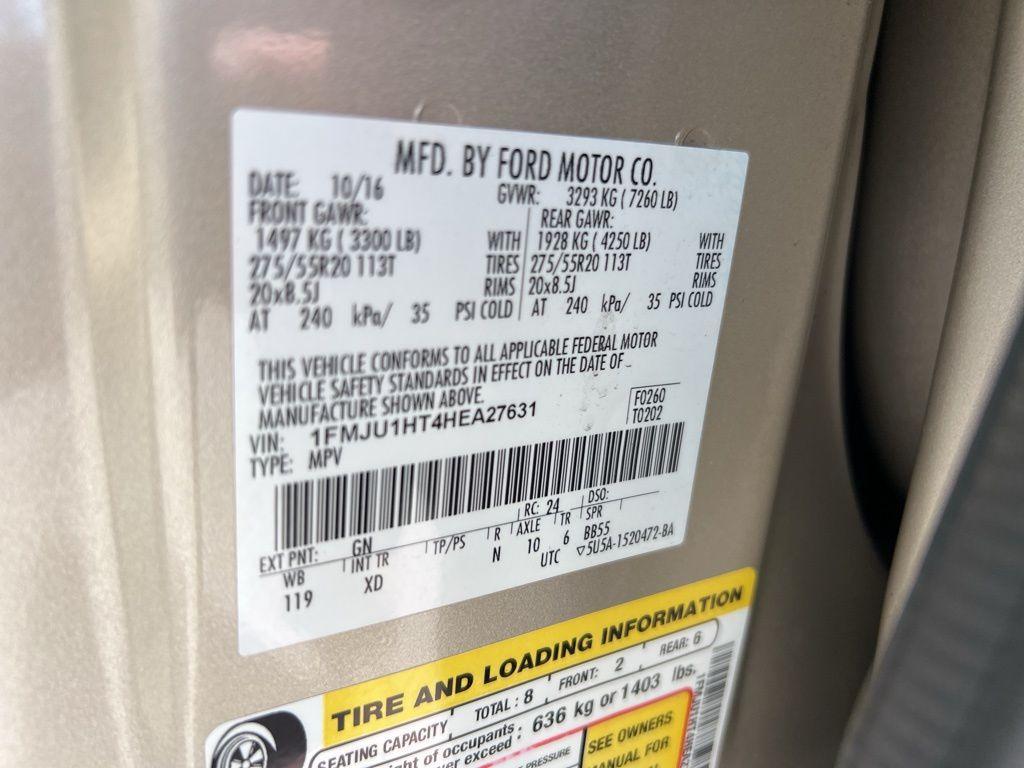 MFD. BY FORD MOTOR CO.
DATE: 10/16 GVWR: 3293 KG ( 7260 LB)
FRONT GAWR: REAR GAWR:
1497 KG ( 3300 LB) WITH 1928 KG ( 4250 LB) WITH
275/55R20 113T TIRES 275/55R20 113T TIRES
20x8.5J RIMS 20x8.5J RIMS
AT 240 kPa/ 35 PSI COLD AT 240 kPa/ 35 PSI COLD
THIS VEHICLE CONFORMS TO ALL APPLICABLE FEDERAL MOTOR
VEHICLE SAFETY STANDARDS IN EFFECT ON THE DATE OF
MANUFACTURE SHOWN ABOVE.
F0260
VIN: 1FMJU1HT4HEA27631 T0202
TYPE: MPV
RC: 24 DSO:
EXT PNT: GN
WB INT TR TP/PS R AXLE TR SPR
119 XD N 10 6 BB55
UTC ▽5U5A-1520472-BA
TIRE AND LOADING INFORMATION
SEATING CAPACITY TOTAL : 8 FRONT: 2 REAR: 6
of occupants
exceed : 636 kg or 1403 lbs.
PRESSURE
SEE OWNERS
MANUAL FOR